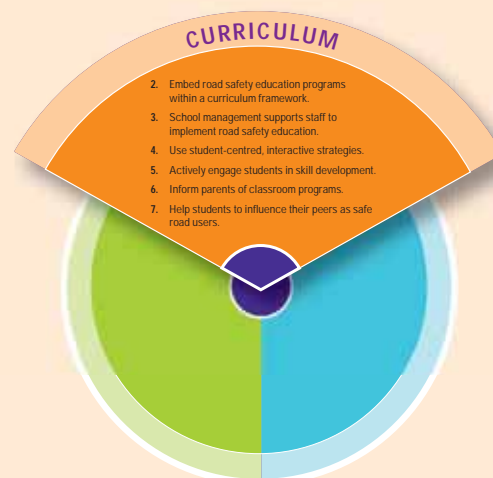 CURRICULUM
2. Embed road safety education programs
within a curriculum framework.
3. School management supports staff to
implement road safety education.
4. Use student-centred, interactive strategies.
5. Actively engage students in skill development.
6. Inform parents of classroom programs.
7. Help students to influence their peers as safe
road users.